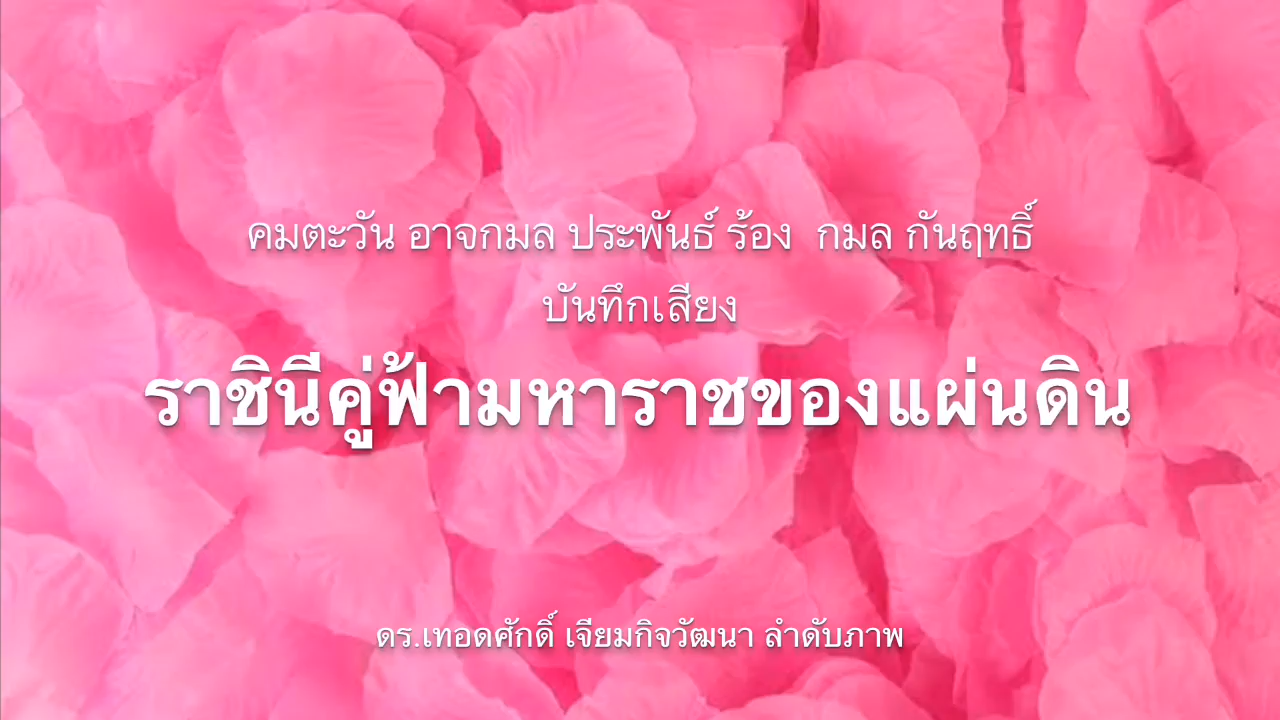 คมตะวัน อาจกมล ประพันธ์ ร้อง  กมล กันฤทธิ์
บันทึกเสียง
ราชินีคู่ฟ้ามหาราชของแผ่นดิน
ดร.เทอดศักดิ์ เจียมกิจวัฒนา ลำดับภาพ